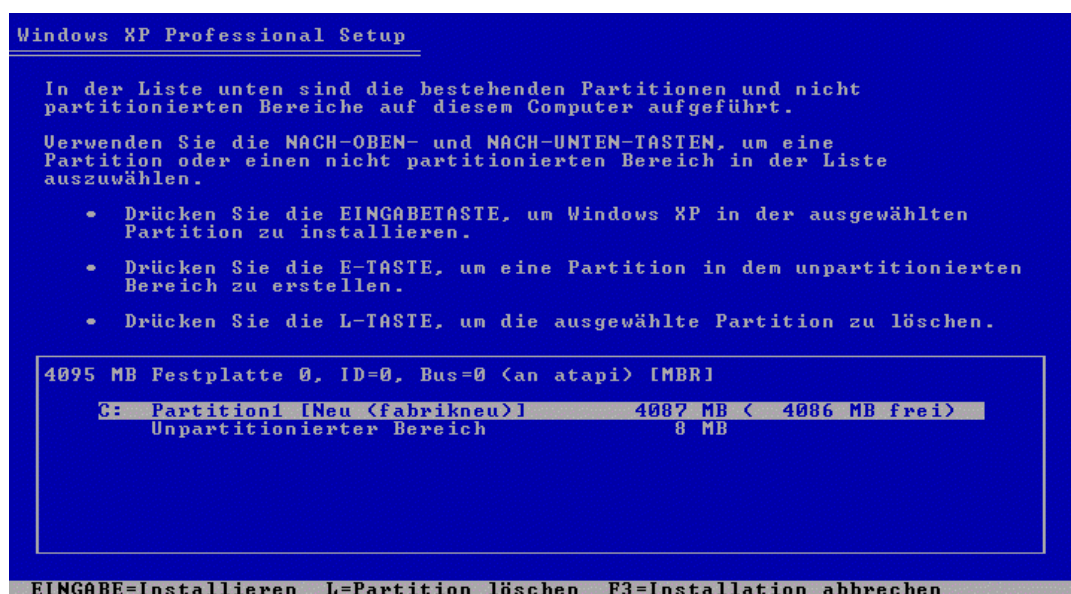 Windows XP Professional Setup
In der Liste unten sind die bestehenden Partitionen und nicht
partitionierten Bereiche auf diesem Computer aufgeführt.
Verwenden Sie die NACH-OBEN- und NACH-UNTEN-TASTEN, um eine
Partition oder einen nicht partitionierten Bereich in der Liste
auszuwählen.
• Drücken Sie die EINGABETASTE, um Windows XP in der ausgewählten
Partition zu installieren.
• Drücken Sie die E-TASTE, um eine Partition in dem unpartitionierten
Bereich zu erstellen.
• Drücken Sie die L-TASTE, um die ausgewählte Partition zu löschen.
4095 MB Festplatte 0, ID=0, Bus=0 (an atapi) [MBR]
C: Partition1 [Neu (fabrikneu)] 4087 MB ( 4086 MB frei)
Unpartitionierter Bereich 8 MB
EINGABE=Installieren L=Partition löschen F3=Installation abbrechen